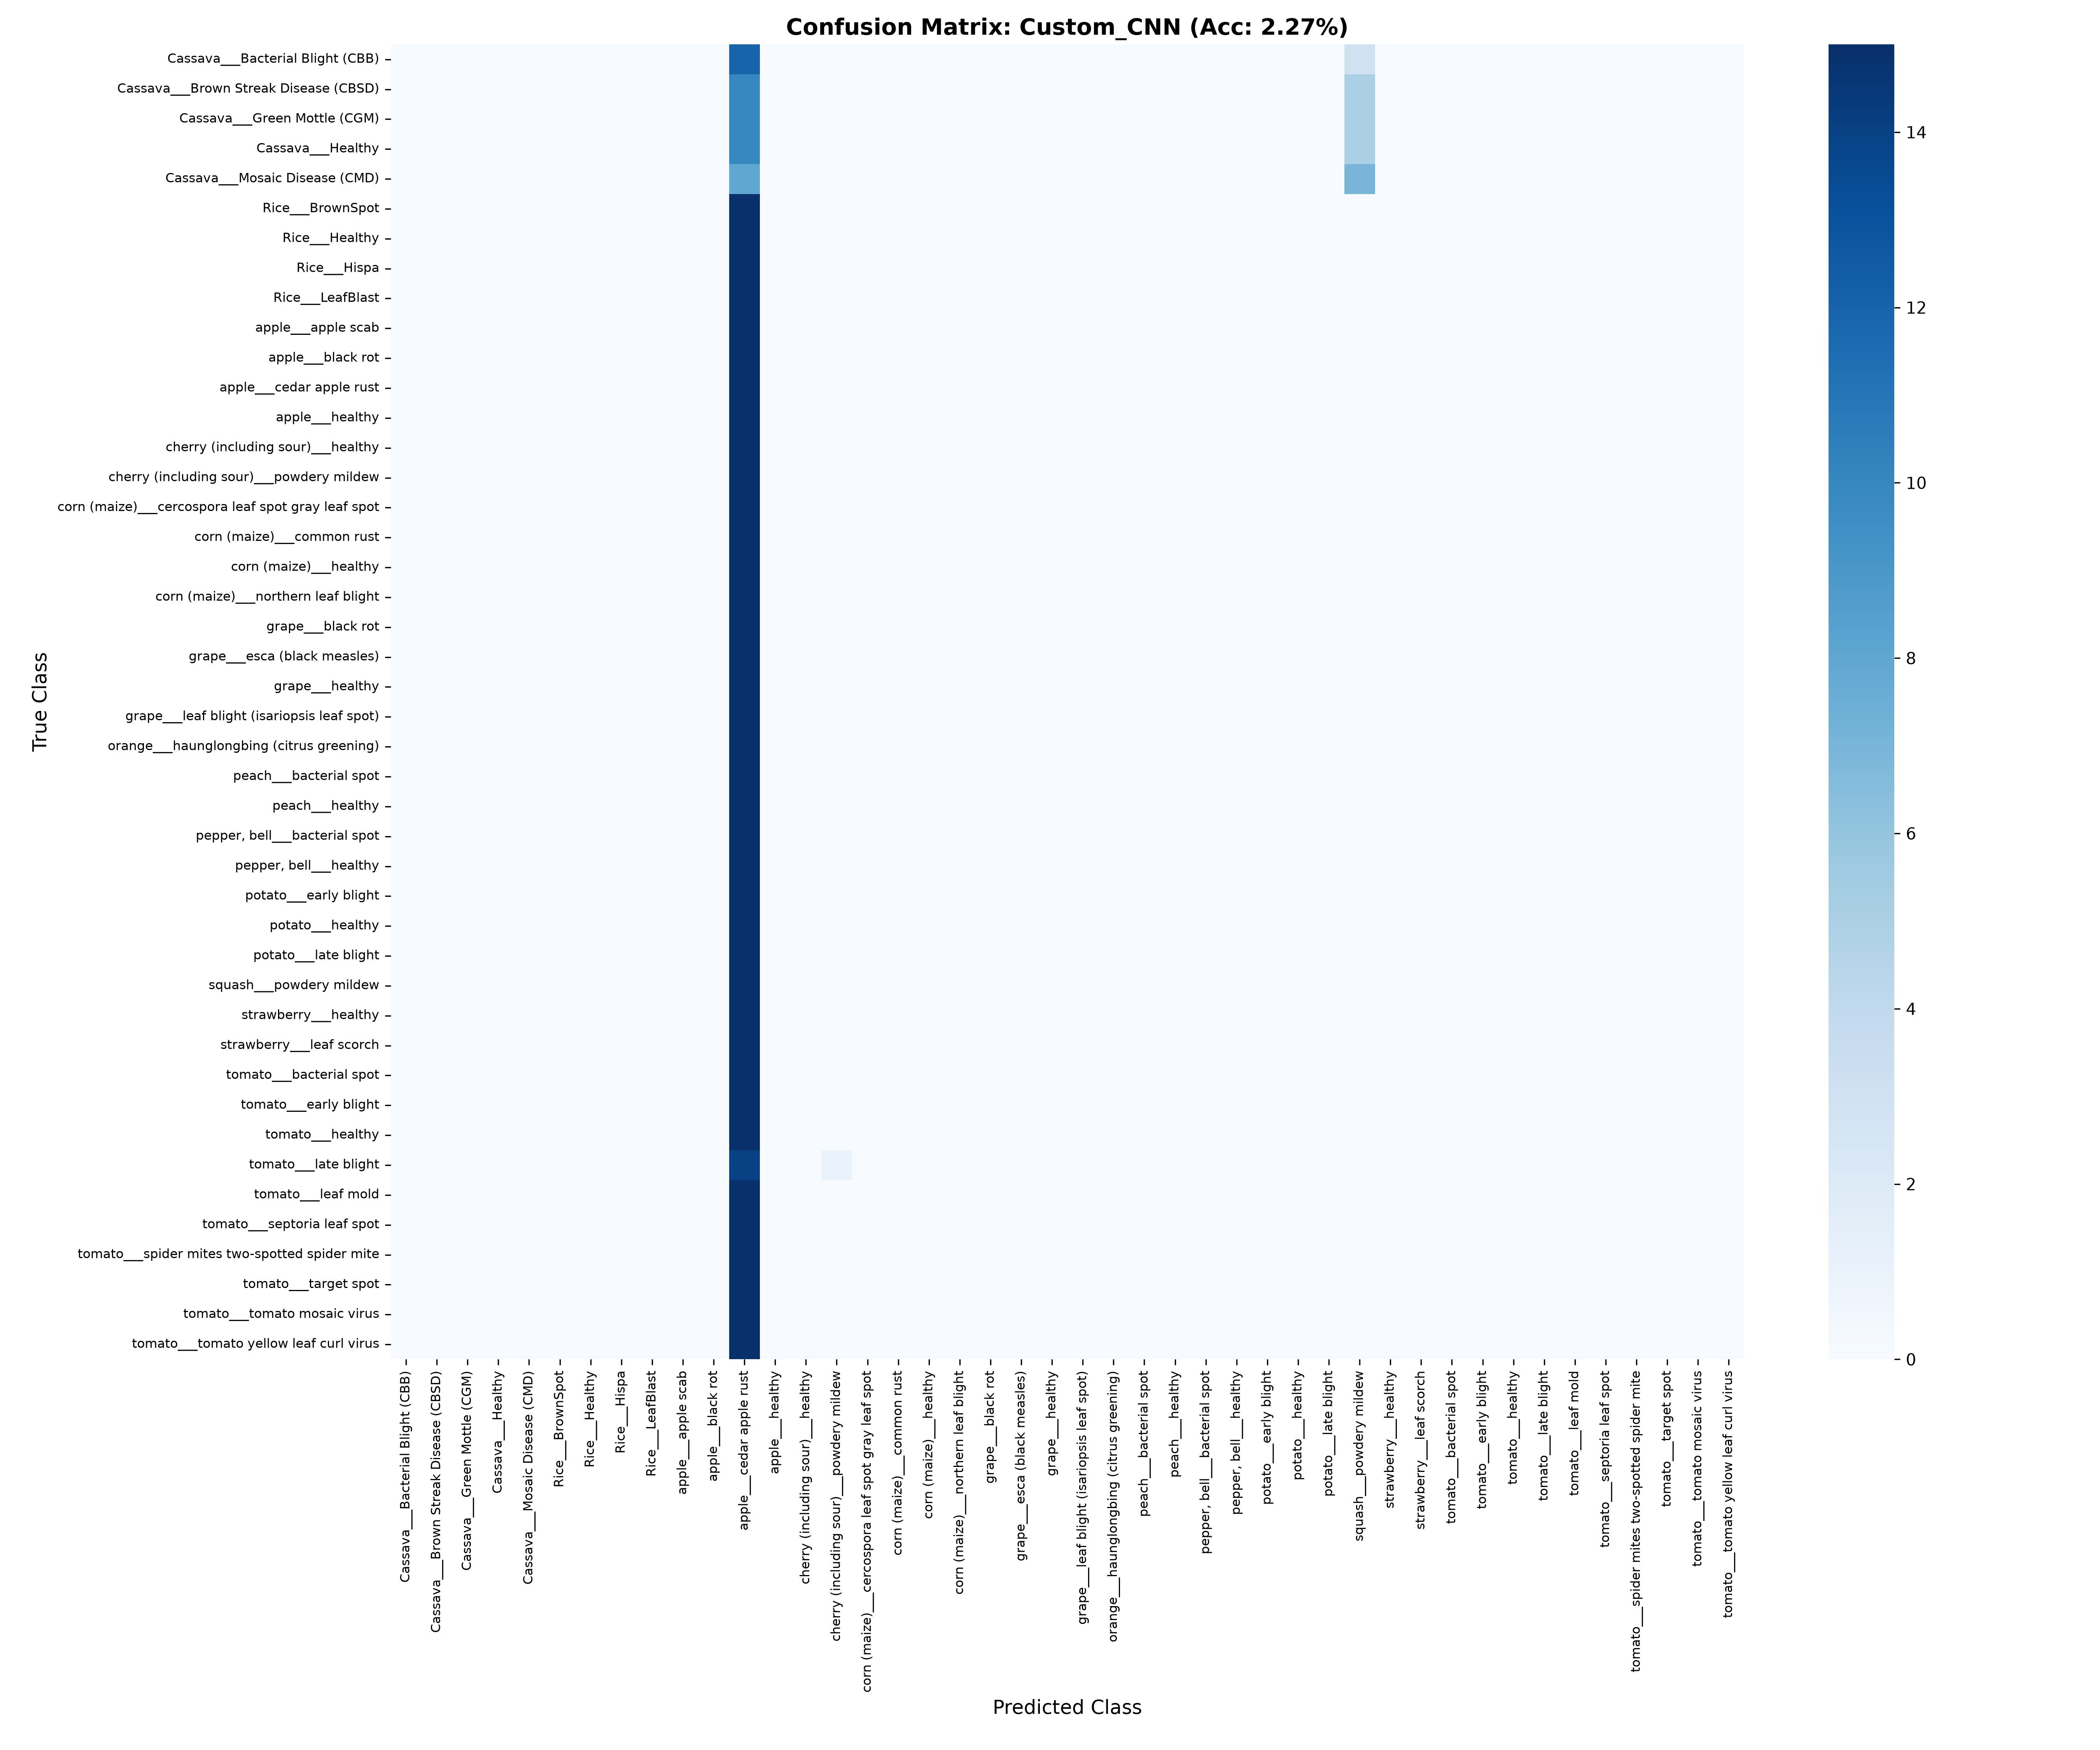 Confusion Matrix: Custom_CNN (Acc: 2.27%)
True Class
Cassava___Bacterial Blight (CBB)
Cassava___Brown Streak Disease (CBSD)
Cassava___Green Mottle (CGM)
Cassava___Healthy
Cassava___Mosaic Disease (CMD)
Rice___BrownSpot
Rice___Healthy
Rice___Hispa
Rice___LeafBlast
apple___apple scab
apple___black rot
apple___cedar apple rust
apple___healthy
cherry (including sour)___healthy
cherry (including sour)___powdery mildew
corn (maize)___cercospora leaf spot gray leaf spot
corn (maize)___common rust
corn (maize)___healthy
corn (maize)___northern leaf blight
grape___black rot
grape___esca (black measles)
grape___healthy
grape___leaf blight (isariopsis leaf spot)
orange___haunglongbing (citrus greening)
peach___bacterial spot
peach___healthy
pepper, bell___bacterial spot
pepper, bell___healthy
potato___early blight
potato___healthy
potato___late blight
squash___powdery mildew
strawberry___healthy
strawberry___leaf scorch
tomato___bacterial spot
tomato___early blight
tomato___healthy
tomato___late blight
tomato___leaf mold
tomato___septoria leaf spot
tomato___spider mites two-spotted spider mite
tomato___target spot
tomato___tomato mosaic virus
tomato___tomato yellow leaf curl virus
14
12
10
8
6
4
2
0
Cassava___Bacterial Blight (CBB)
Cassava___Brown Streak Disease (CBSD)
Cassava___Green Mottle (CGM)
Cassava___Healthy
Cassava___Mosaic Disease (CMD)
Rice___BrownSpot
Rice___Healthy
Rice___Hispa
Rice___LeafBlast
apple___apple scab
apple___black rot
apple___cedar apple rust
apple___healthy
cherry (including sour)___healthy
cherry (including sour)___powdery mildew
corn (maize)___cercospora leaf spot gray leaf spot
corn (maize)___common rust
corn (maize)___healthy
corn (maize)___northern leaf blight
grape___black rot
grape___esca (black measles)
grape___healthy
grape___leaf blight (isariopsis leaf spot)
orange___haunglongbing (citrus greening)
peach___bacterial spot
peach___healthy
pepper, bell___bacterial spot
pepper, bell___healthy
potato___early blight
potato___healthy
potato___late blight
squash___powdery mildew
strawberry___healthy
strawberry___leaf scorch
tomato___bacterial spot
tomato___early blight
tomato___healthy
tomato___late blight
tomato___leaf mold
tomato___septoria leaf spot
tomato___spider mites two-spotted spider mite
tomato___target spot
tomato___tomato mosaic virus
tomato___tomato yellow leaf curl virus
Predicted Class